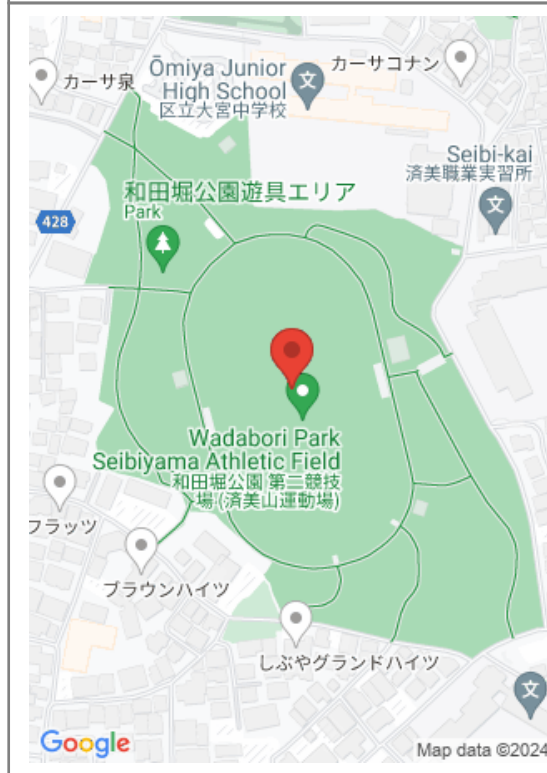 カーサ泉
Ōmiya Junior
High School
区立大宮中学校
カーサコナン
文
Seibi-kai
済美職業実習所
文
428
和田堀公園遊具エリア
Park
Wadabori Park
Seibiyama Athletic Field
和田堀公園 第二競技
場 (済美山運動場)
フラッツ
ブラウンハイツ
しぶやグランドハイツ
文
Google
Map data ©2024